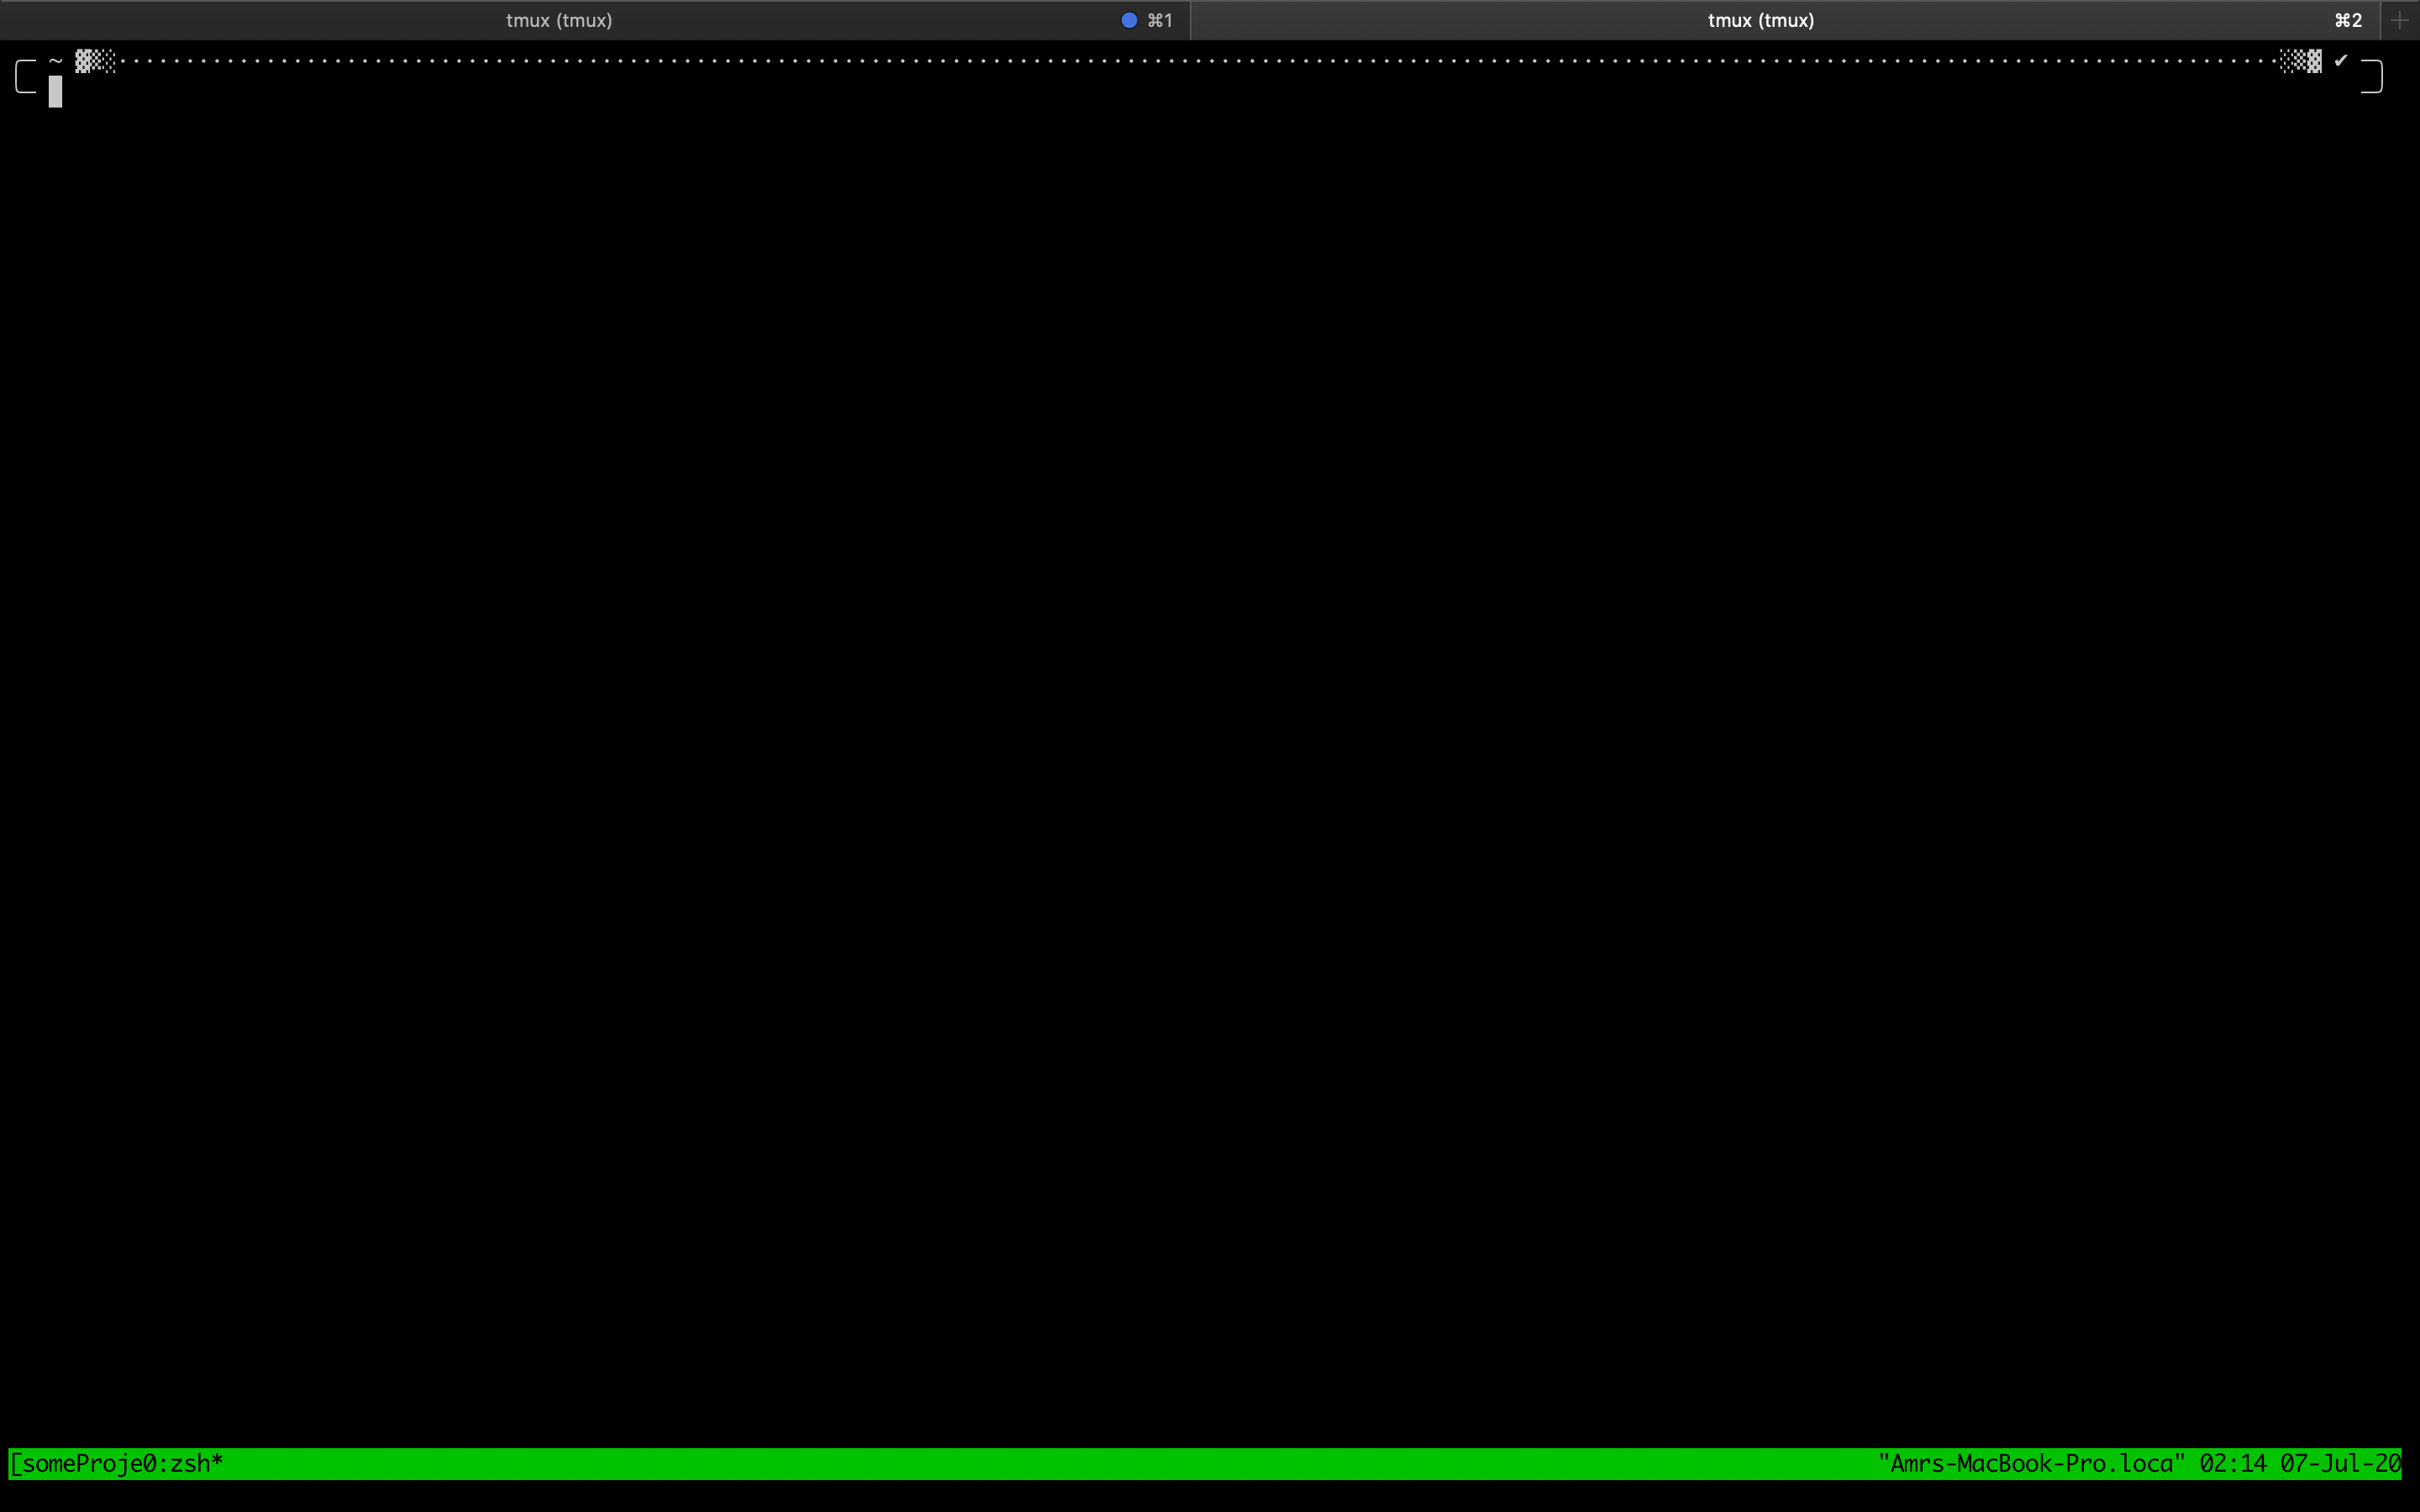 tmux (tmux) ⌘1 tmux (tmux) ⌘2 +
~ ✔
[someProje0:zsh* "Amrs-MacBook-Pro.loca" 02:14 07-Jul-20